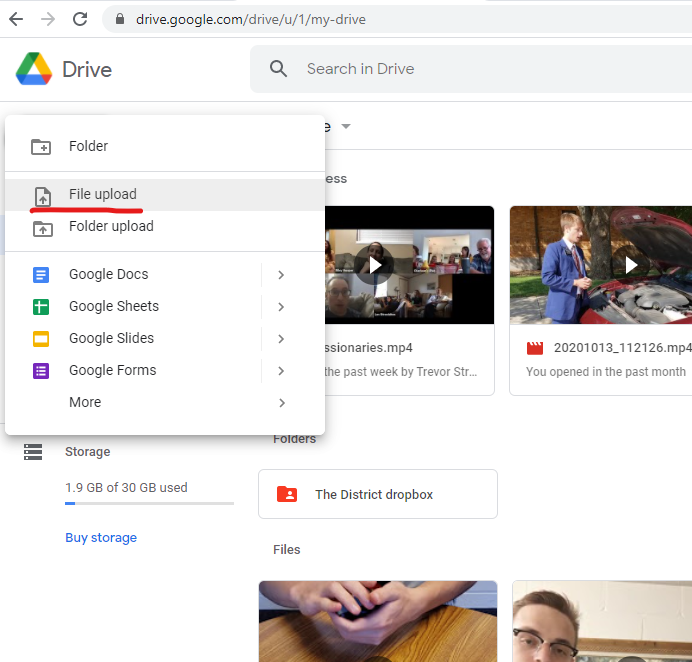 drive.google.com/drive/u/1/my-drive
Drive
Search in Drive
Folder
File upload
Folder upload
Google Docs
Google Sheets
Google Slides
Google Forms
More
e
ess
ssionaries.mp4
the past week by Trevor Str...
20201013_112126.mp4
You opened in the past month
Storage
1.9 GB of 30 GB used
Buy storage
Folders
The District dropbox
Files